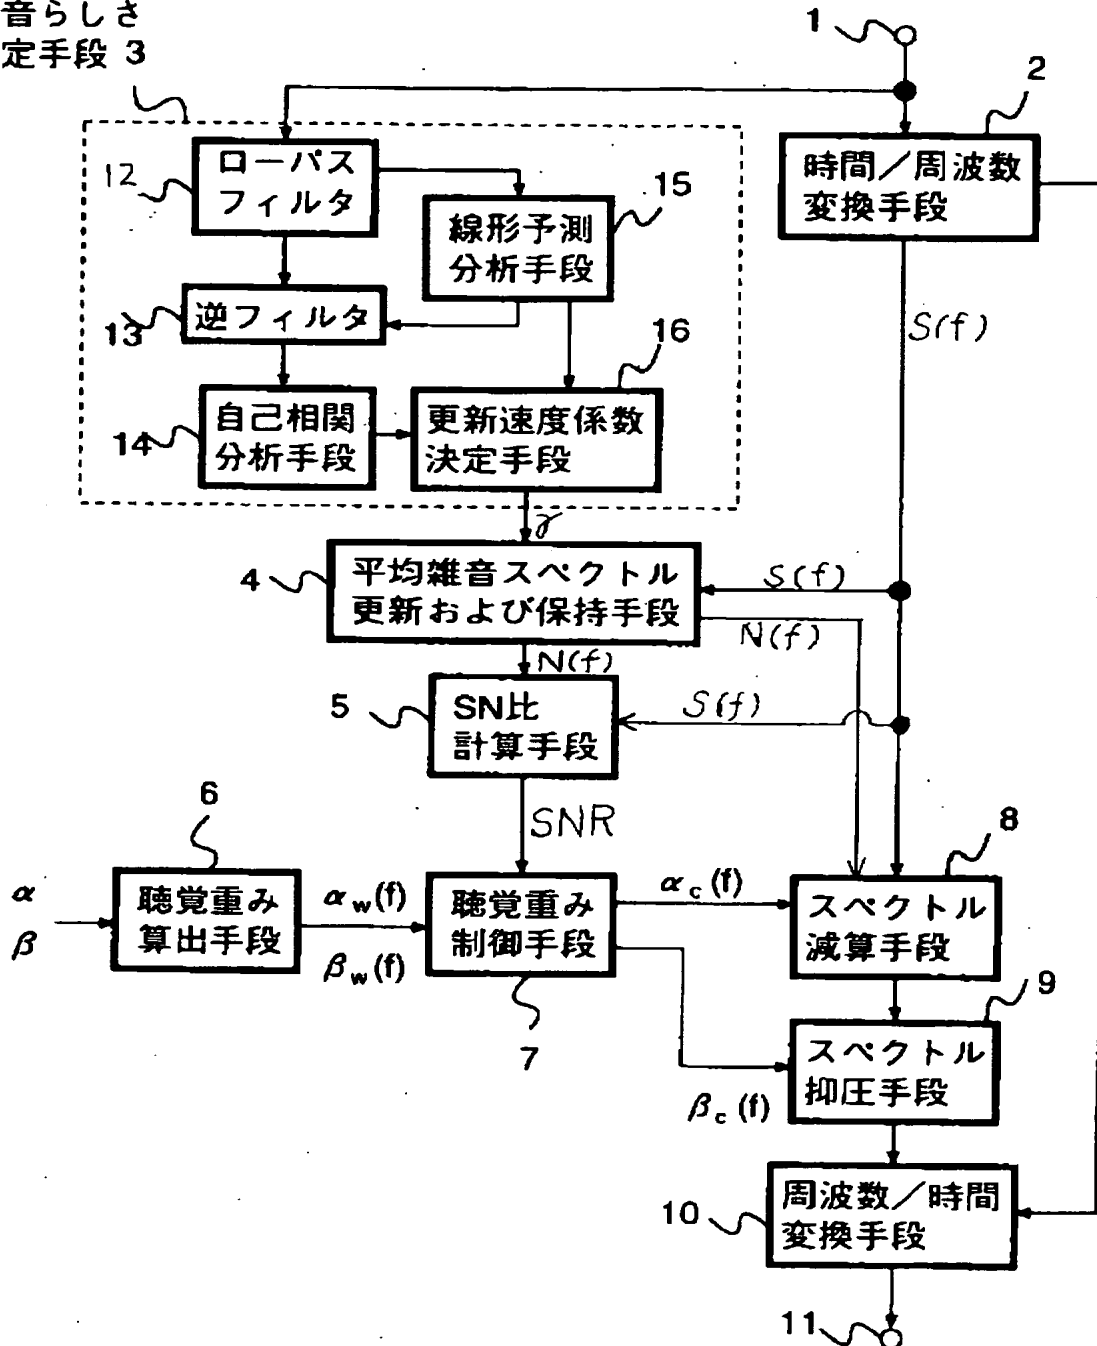 音らしさ
定手段 3
1
2
時間／周波数
変換手段
12
ローパス
フィルタ
15
線形予測
分析手段
13
逆フィルタ
S(f)
16
14
自己相関
分析手段
更新速度係数
決定手段
γ
4
平均雑音スペクトル
更新および保持手段
S(f)
N(f)
N(f)
5
SN比
計算手段
S(f)
6
SNR
8
α
β
聴覚重み
算出手段
αw(f)
βw(f)
聴覚重み
制御手段
7
αc(f)
スペクトル
減算手段
9
βc(f)
スペクトル
抑圧手段
10
周波数／時間
変換手段
11